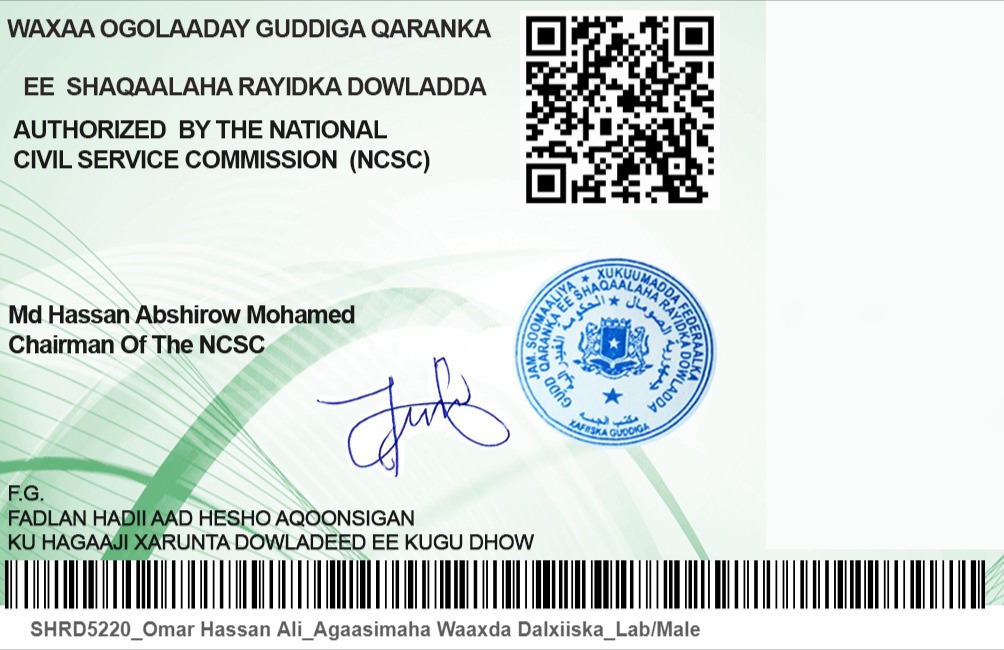 WAXAA OGOLAADAY GUDDIGA QARANKA
EE SHAQAALAHA RAYIDKA DOWLADDA
AUTHORIZED BY THE NATIONAL
CIVIL SERVICE COMMISSION (NCSC)
Md Hassan Abshirow Mohamed
Chairman Of The NCSC
JAM. SOOMAALIYA ★ XUKUUMADDA FEDERAALKA
GUDD QARANKA EE SHAQAALAHA RAYIDKA DOWLADDA
XAFIISKA GUDDIGA
F.G.
FADLAN HADII AAD HESHO AQOONSIGAN
KU HAGAAJI XARUNTA DOWLADEED EE KUGU DHOW
SHRD5220_Omar Hassan Ali_Agaasimaha Waaxda Dalxiiska_Lab/Male